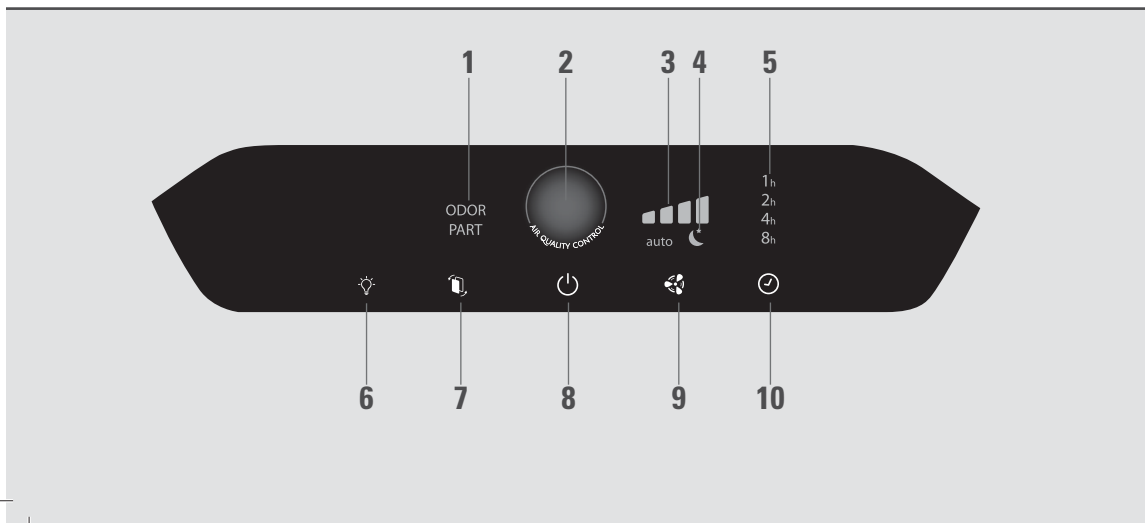 1 2 3 4 5
ODOR
PART
AIR QUALITY CONTROL
auto
1h
2h
4h
8h
6 7 8 9 10